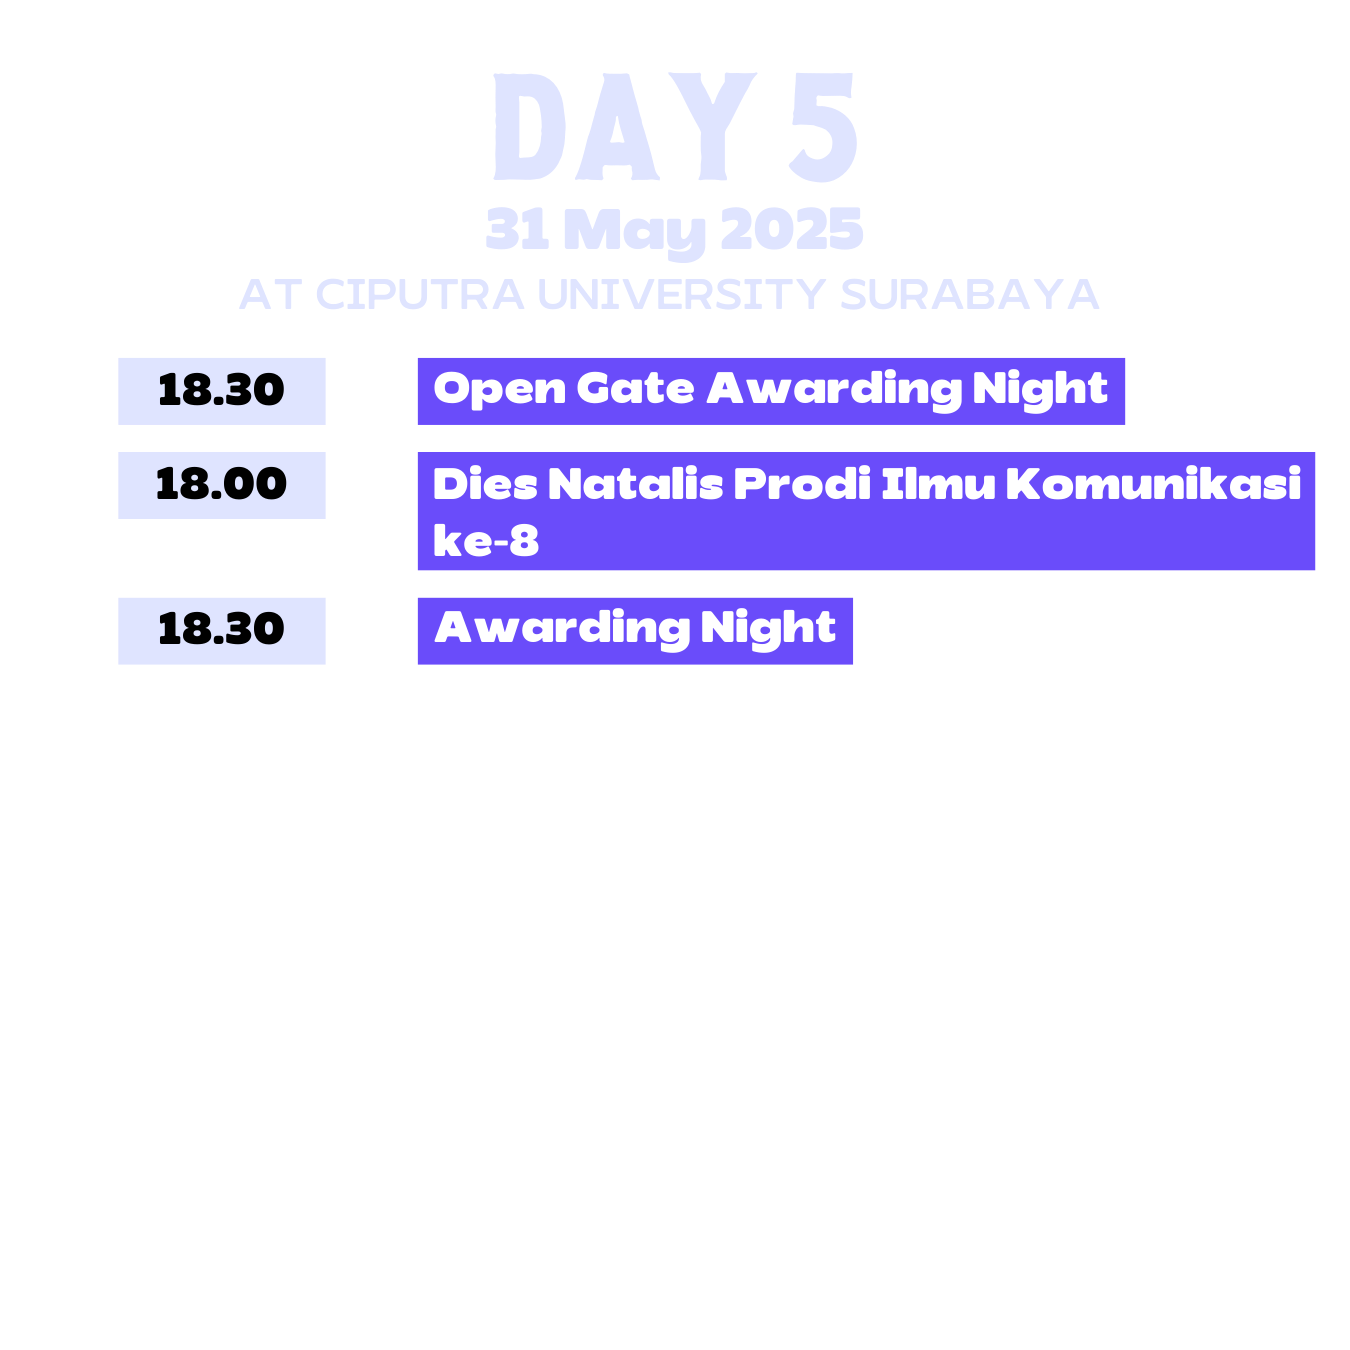 DAY 5
31 May 2025
AT CIPUTRA UNIVERSITY SURABAYA
18.30 Open Gate Awarding Night
18.00 Dies Natalis Prodi Ilmu Komunikasi
ke-8
18.30 Awarding Night